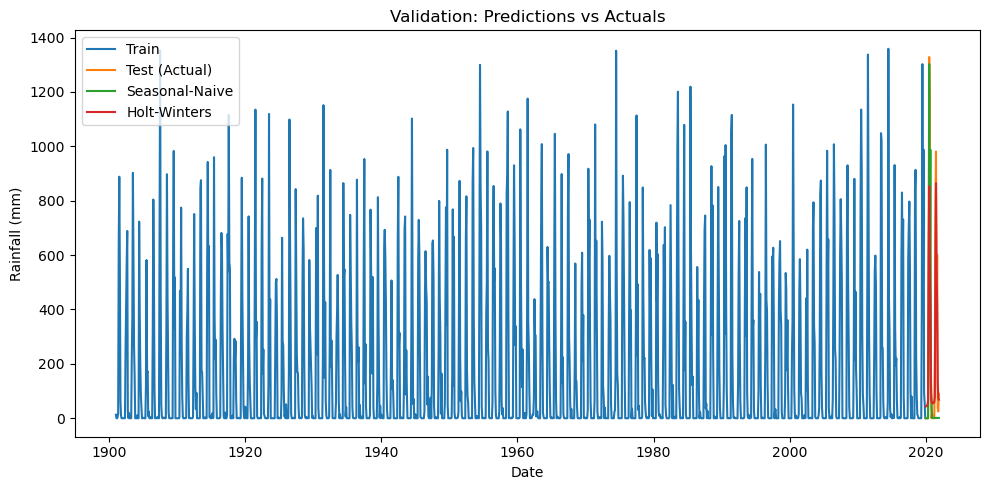 Validation: Predictions vs Actuals
1400
1200
1000
800
600
400
200
0
Rainfall (mm)
Train
Test (Actual)
Seasonal-Naive
Holt-Winters
1900
1920
1940
1960
1980
2000
2020
Date